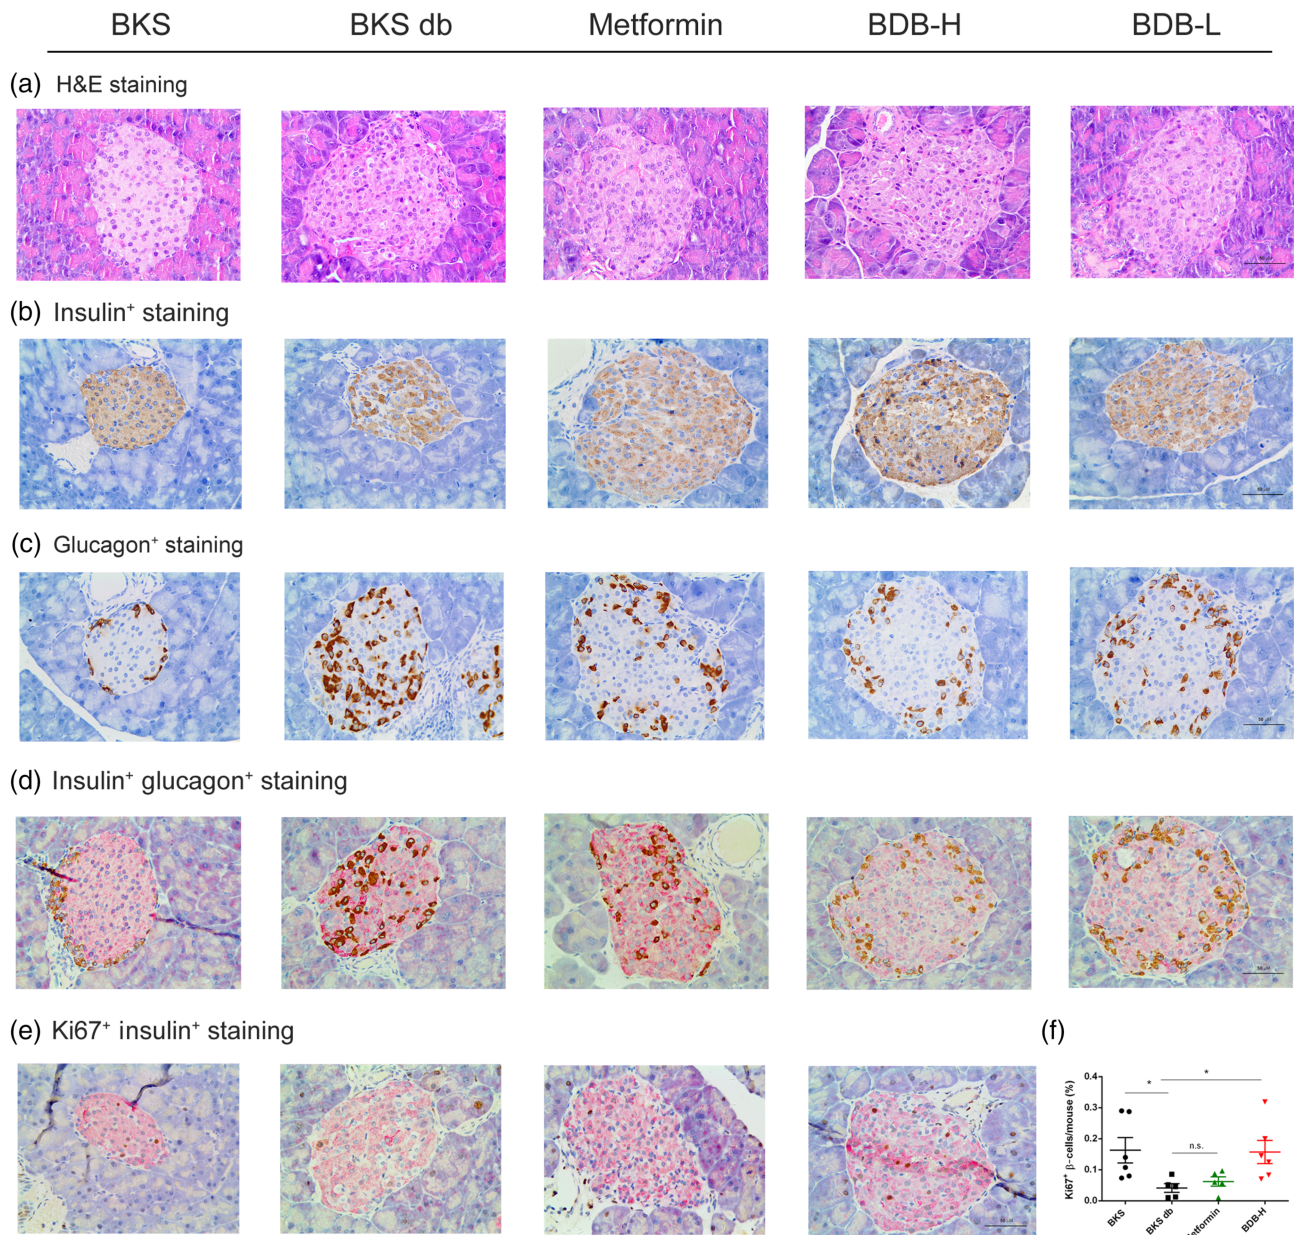 BKS BKS db Metformin BDB-H BDB-L
(a) H&E staining
(b) Insulin⁺ staining
(c) Glucagon⁺ staining
(d) Insulin⁺ glucagon⁺ staining
(e) Ki67⁺ insulin⁺ staining
(f)
Ki67⁺ β-cells/mouse (%)
0.4
0.3
0.2
0.1
0.0
*
*
n.s.
BKS
BKS db
Metformin
BDB-H